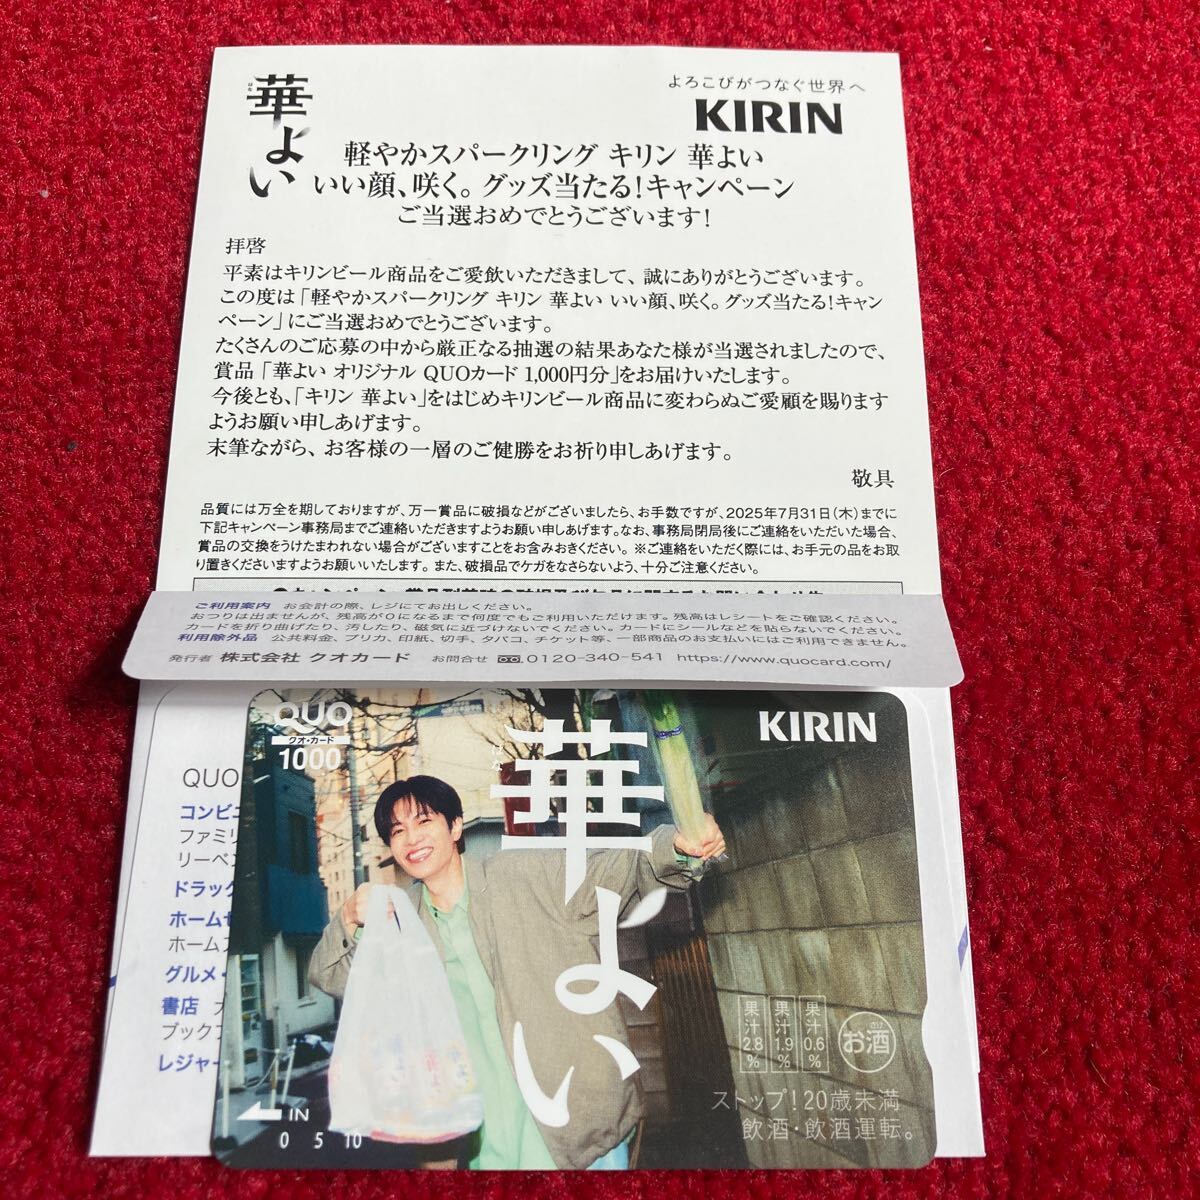 華よい
はな
よろこびがつなぐ世界へ
KIRIN
軽やかスパークリング キリン 華よい
いい顔、咲く。グッズ当たる!キャンペーン
ご当選おめでとうございます!
拝啓
平素はキリンビール商品をご愛飲いただきまして、誠にありがとうございます。
この度は「軽やかスパークリング キリン 華よい いい顔、咲く。グッズ当たる!キャン
ペーン」にご当選おめでとうございます。
たくさんのご応募の中から厳正なる抽選の結果あなた様が当選されましたので、
賞品「華よい オリジナル QUOカード 1,000円分」をお届けいたします。
今後とも、「キリン 華よい」をはじめキリンビール商品に変わらぬご愛顧を賜ります
ようお願い申しあげます。
末筆ながら、お客様の一層のご健勝をお祈り申しあげます。
敬具
品質には万全を期しておりますが、万一賞品に破損などがございましたら、お手数ですが、2025年7月31日(木)までに
下記キャンペーン事務局までご連絡いただきますようお願い申しあげます。なお、事務局閉局後にご連絡をいただいた場合、
賞品の交換をうけたまわれない場合がございますことをお含みおきください。※ご連絡をいただく際には、お手元の品をお取
り置きくださいますようお願いいたします。また、破損品でケガをなさらないよう、十分ご注意ください。
ご利用案内 お会計の際、レジにてお出しください。
おつりは出ませんが、残高が0になるまで何度でもご利用いただけます。残高はレシートをご確認ください。
カードを折り曲げたり、汚したり、磁気に近づけないでください。カードにシールなどを貼らないでください。
利用除外品 公共料金、プリカ、印紙、切手、タバコ、チケット等、一部商品のお支払いにはご利用できません。
発行者 株式会社 クオカード お問合せ 0120-340-541 https://www.quocard.com/
QUO
コンビニ
ファミリ
リーベン
ドラッグ
ホームセ
ホームス
グルメ・
書店
ブックフ
レジャー
QUO
クオ・カード
1000
華よい
はな
KIRIN
果汁2.8%
果汁1.9%
果汁0.6%
お酒
ストップ!20歳未満
飲酒・飲酒運転。
IN
0 5 10